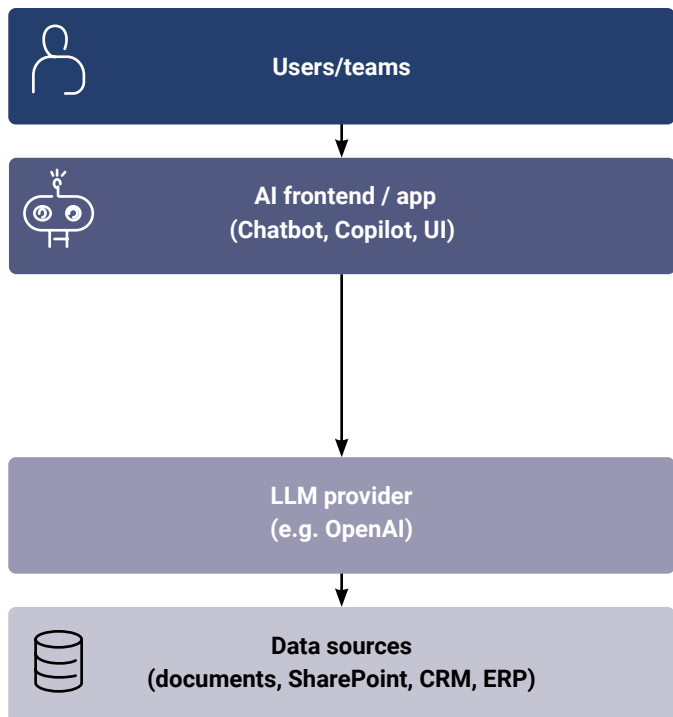 Users/teams
AI frontend / app
(Chatbot, Copilot, UI)
LLM provider
(e.g. OpenAI)
Data sources
(documents, SharePoint, CRM, ERP)